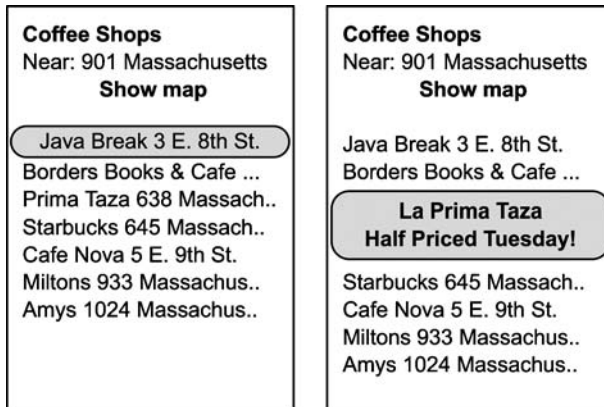 Coffee Shops
Near: 901 Massachusetts
Show map
Java Break 3 E. 8th St.
Borders Books & Cafe ...
Prima Taza 638 Massach..
Starbucks 645 Massach..
Cafe Nova 5 E. 9th St.
Miltons 933 Massachus..
Amys 1024 Massachus..
Coffee Shops
Near: 901 Massachusetts
Show map
Java Break 3 E. 8th St.
Borders Books & Cafe ...
La Prima Taza
Half Priced Tuesday!
Starbucks 645 Massach..
Cafe Nova 5 E. 9th St.
Miltons 933 Massachus..
Amys 1024 Massachus..